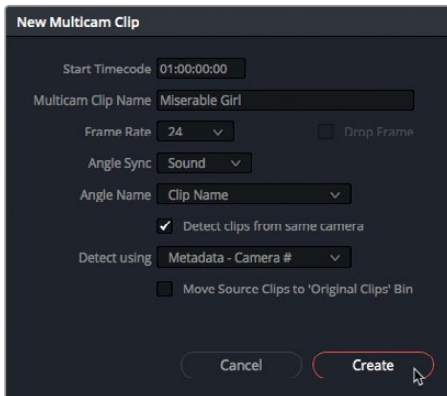 New Multicam Clip
Start Timecode 01:00:00:00
Multicam Clip Name Miserable Girl
Frame Rate 24 Drop Frame
Angle Sync Sound
Angle Name Clip Name
Detect clips from same camera
Detect using Metadata - Camera #
Move Source Clips to 'Original Clips' Bin
Cancel Create